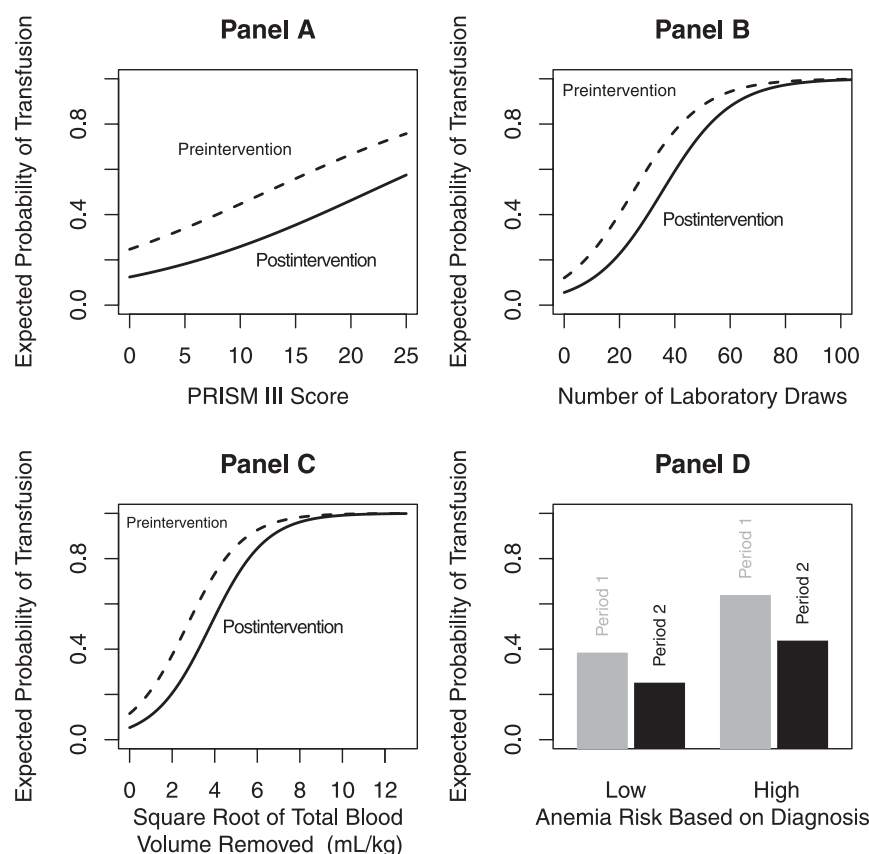 Panel A
Expected Probability of Transfusion
0.8
0.4
0.0
Preintervention
Postintervention
0 5 10 15 20 25
PRISM III Score
Panel B
Expected Probability of Transfusion
0.8
0.4
0.0
Preintervention
Postintervention
0 20 40 60 80 100
Number of Laboratory Draws
Panel C
Expected Probability of Transfusion
0.8
0.4
0.0
Preintervention
Postintervention
0 2 4 6 8 10 12
Square Root of Total Blood
Volume Removed (mL/kg)
Panel D
Expected Probability of Transfusion
0.8
0.4
0.0
Period 1
Period 2
Period 1
Period 2
Low High
Anemia Risk Based on Diagnosis